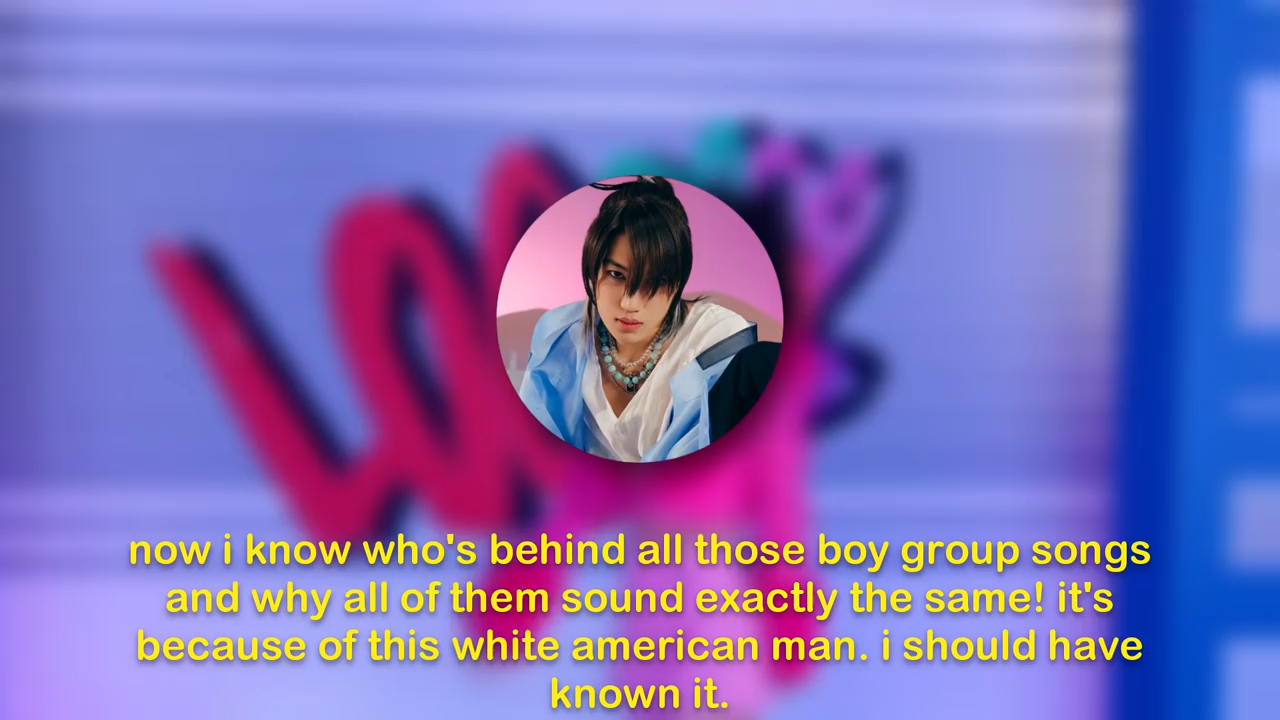 now i know who's behind all those boy group songs
and why all of them sound exactly the same! it's
because of this white american man. i should have
known it.